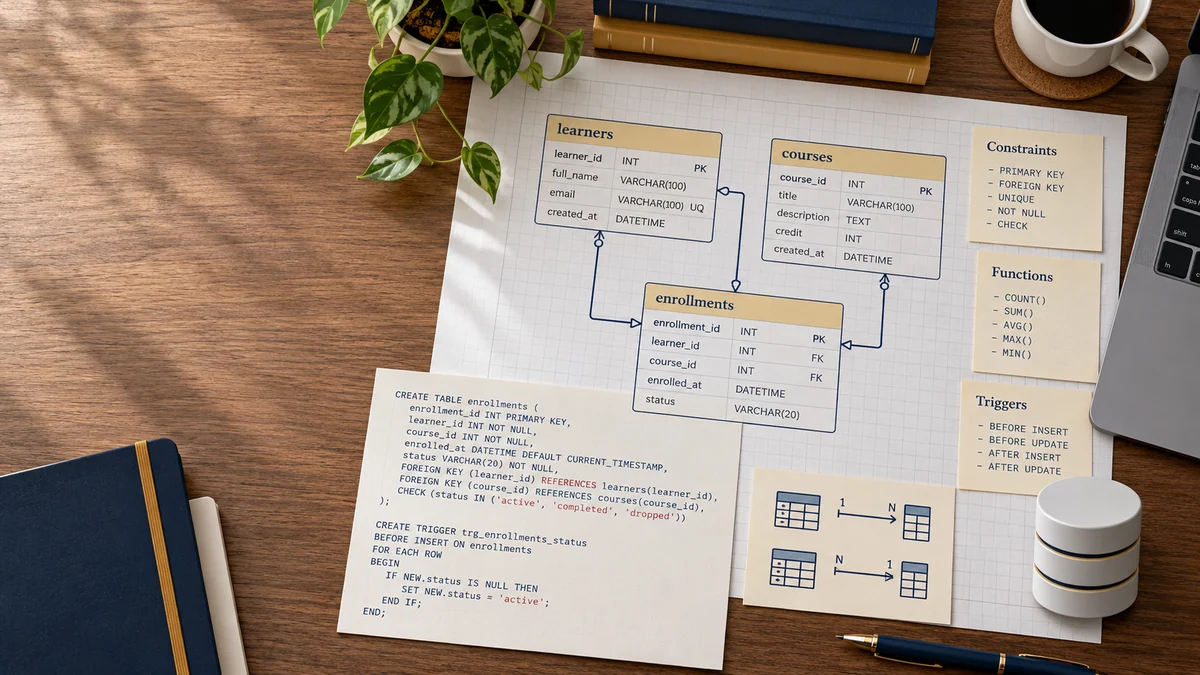 learners
learner_id INT PK
full_name VARCHAR(100)
email VARCHAR(100) UQ
created_at DATETIME
courses
course_id INT PK
title VARCHAR(100)
description TEXT
credit INT
created_at DATETIME
enrollments
enrollment_id INT PK
learner_id INT FK
course_id INT FK
enrolled_at DATETIME
status VARCHAR(20)
Constraints
- PRIMARY KEY
- FOREIGN KEY
- UNIQUE
- NOT NULL
- CHECK
Functions
- COUNT()
- SUM()
- AVG()
- MAX()
- MIN()
Triggers
- BEFORE INSERT
- BEFORE UPDATE
- AFTER INSERT
- AFTER UPDATE
CREATE TABLE enrollments (
enrollment_id INT PRIMARY KEY,
learner_id INT NOT NULL,
course_id INT NOT NULL,
enrolled_at DATETIME DEFAULT CURRENT_TIMESTAMP,
status VARCHAR(20) NOT NULL,
FOREIGN KEY (learner_id) REFERENCES learners(learner_id),
FOREIGN KEY (course_id) REFERENCES courses(course_id),
CHECK (status IN ('active', 'completed', 'dropped'))
);
CREATE TRIGGER trg_enrollments_status
BEFORE INSERT ON enrollments
FOR EACH ROW
BEGIN
IF NEW.status IS NULL THEN
SET NEW.status = 'active';
END IF;
END;
1 N
N 1
shift
fn